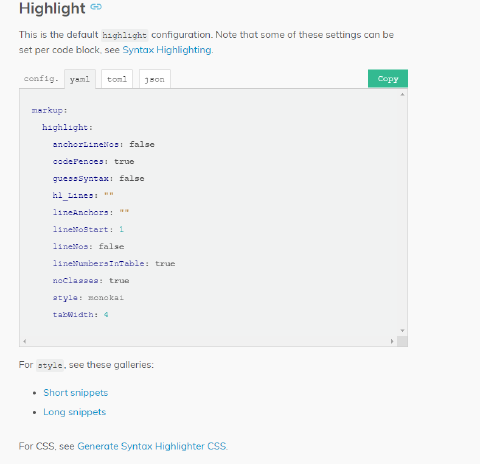 Highlight
This is the default highlight configuration. Note that some of these settings can be
set per code block, see Syntax Highlighting.
config. yaml toml json Copy
markup:
highlight:
anchorLineNos: false
codeFences: true
guessSyntax: false
hl_Lines: ""
lineAnchors: ""
lineNoStart: 1
lineNos: false
lineNumbersInTable: true
noClasses: true
style: monokai
tabWidth: 4
For style, see these galleries:
• Short snippets
• Long snippets
For CSS, see Generate Syntax Highlighter CSS.